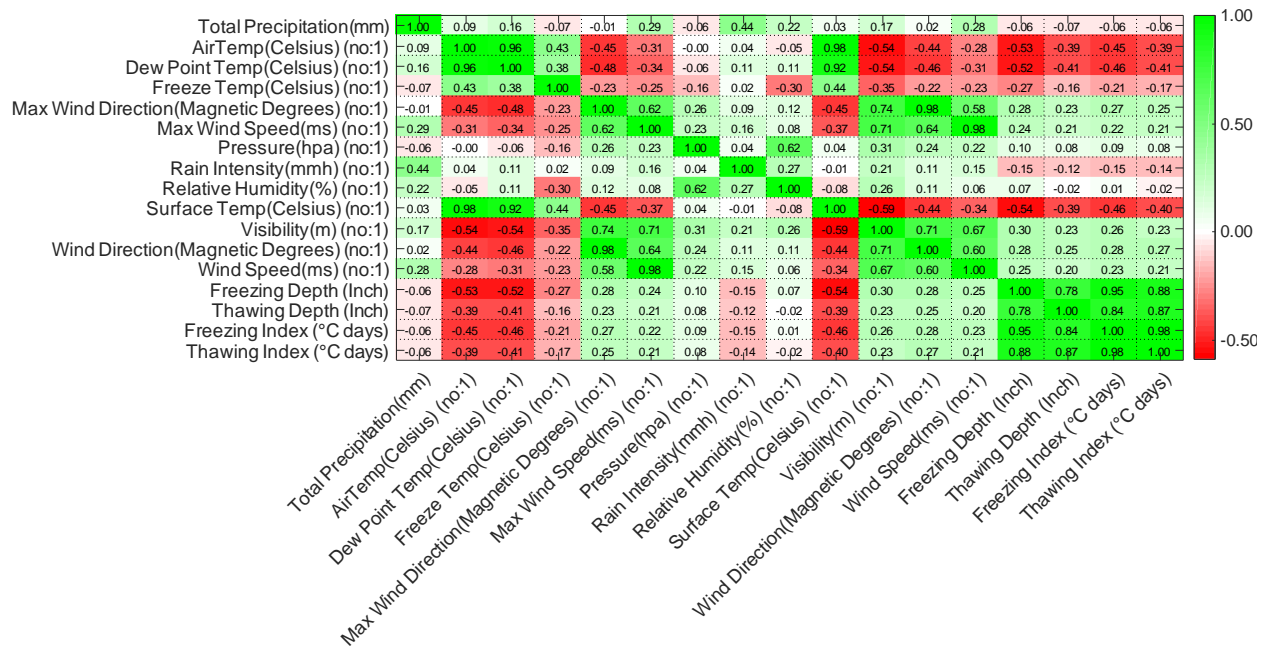 Total Precipitation(mm) 1.00 0.09 0.16 -0.07 -0.01 0.29 -0.06 0.44 0.22 0.03 0.17 0.02 0.28 -0.06 -0.07 -0.06 -0.06
AirTemp(Celsius) (no:1) 0.09 1.00 0.96 0.43 -0.45 -0.31 -0.00 0.04 -0.05 0.98 -0.54 -0.44 -0.28 -0.53 -0.39 -0.45 -0.39
Dew Point Temp(Celsius) (no:1) 0.16 0.96 1.00 0.38 -0.48 -0.34 -0.06 0.11 0.11 0.92 -0.54 -0.46 -0.31 -0.52 -0.41 -0.46 -0.41
Freeze Temp(Celsius) (no:1) -0.07 0.43 0.38 1.00 -0.23 -0.25 -0.16 0.02 -0.30 0.44 -0.35 -0.22 -0.23 -0.27 -0.16 -0.21 -0.17
Max Wind Direction(Magnetic Degrees) (no:1) -0.01 -0.45 -0.48 -0.23 1.00 0.62 0.26 0.09 0.12 -0.45 0.74 0.98 0.58 0.28 0.23 0.27 0.25
Max Wind Speed(ms) (no:1) 0.29 -0.31 -0.34 -0.25 0.62 1.00 0.23 0.16 0.08 -0.37 0.71 0.64 0.98 0.24 0.21 0.22 0.21
Pressure(hpa) (no:1) -0.06 -0.00 -0.06 -0.16 0.26 0.23 1.00 0.04 0.62 0.04 0.31 0.24 0.22 0.10 0.08 0.09 0.08
Rain Intensity(mmh) (no:1) 0.44 0.04 0.11 0.02 0.09 0.16 0.04 1.00 0.27 -0.01 0.21 0.11 0.15 -0.15 -0.12 -0.15 -0.14
Relative Humidity(%) (no:1) 0.22 -0.05 0.11 -0.30 0.12 0.08 0.62 0.27 1.00 -0.08 0.26 0.11 0.06 0.07 -0.02 0.01 -0.02
Surface Temp(Celsius) (no:1) 0.03 0.98 0.92 0.44 -0.45 -0.37 0.04 -0.01 -0.08 1.00 -0.59 -0.44 -0.34 -0.54 -0.39 -0.46 -0.40
Visibility(m) (no:1) 0.17 -0.54 -0.54 -0.35 0.74 0.71 0.31 0.21 0.26 -0.59 1.00 0.71 0.67 0.30 0.23 0.26 0.23
Wind Direction(Magnetic Degrees) (no:1) 0.02 -0.44 -0.46 -0.22 0.98 0.64 0.24 0.11 0.11 -0.44 0.71 1.00 0.60 0.28 0.25 0.28 0.27
Wind Speed(ms) (no:1) 0.28 -0.28 -0.31 -0.23 0.58 0.98 0.22 0.15 0.06 -0.34 0.67 0.60 1.00 0.25 0.20 0.23 0.21
Freezing Depth (Inch) -0.06 -0.53 -0.52 -0.27 0.28 0.24 0.10 -0.15 0.07 -0.54 0.30 0.28 0.25 1.00 0.78 0.95 0.88
Thawing Depth (Inch) -0.07 -0.39 -0.41 -0.16 0.23 0.21 0.08 -0.12 -0.02 -0.39 0.23 0.25 0.20 0.78 1.00 0.84 0.87
Freezing Index (°C days) -0.06 -0.45 -0.46 -0.21 0.27 0.22 0.09 -0.15 0.01 -0.46 0.26 0.28 0.23 0.95 0.84 1.00 0.98
Thawing Index (°C days) -0.06 -0.39 -0.41 -0.17 0.25 0.21 0.08 -0.14 -0.02 -0.40 0.23 0.27 0.21 0.88 0.87 0.98 1.00
1.00
0.50
0.00
-0.50
Total Precipitation(mm)
AirTemp(Celsius) (no:1)
Dew Point Temp(Celsius) (no:1)
Freeze Temp(Celsius) (no:1)
Max Wind Direction(Magnetic Degrees) (no:1)
Max Wind Speed(ms) (no:1)
Pressure(hpa) (no:1)
Rain Intensity(mmh) (no:1)
Relative Humidity(%) (no:1)
Surface Temp(Celsius) (no:1)
Visibility(m) (no:1)
Wind Direction(Magnetic Degrees) (no:1)
Wind Speed(ms) (no:1)
Freezing Depth (Inch)
Thawing Depth (Inch)
Freezing Index (°C days)
Thawing Index (°C days)